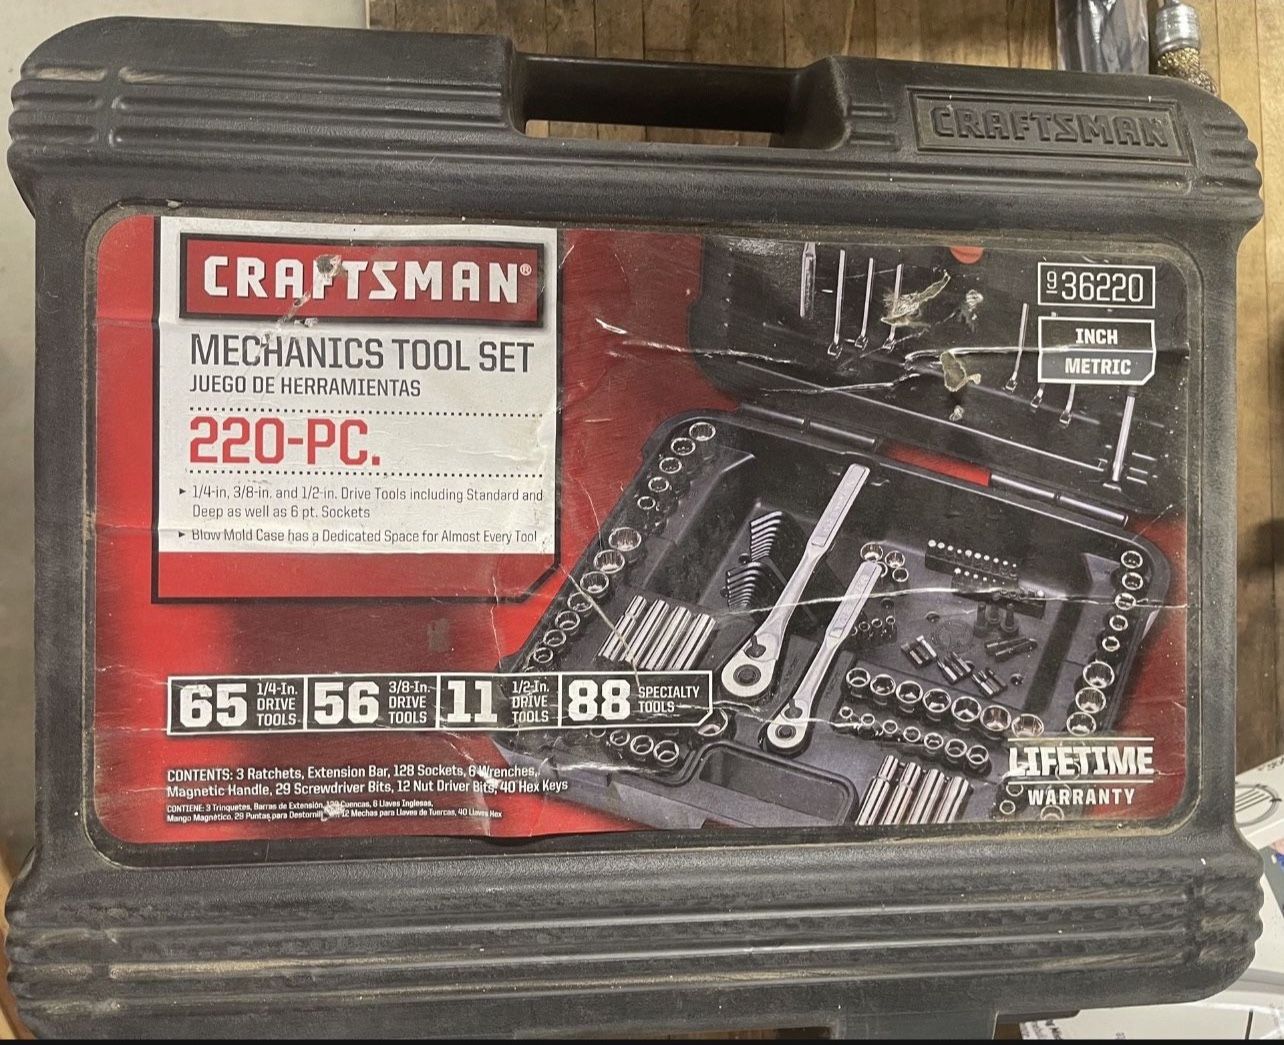 CRAFTSMAN
CRAFTSMAN®
MECHANICS TOOL SET
JUEGO DE HERRAMIENTAS
220-PC.
▸ 1/4-in, 3/8-in. and 1/2-in. Drive Tools including Standard and
Deep as well as 6 pt. Sockets
▸ Blow Mold Case has a Dedicated Space for Almost Every Tool
936220
INCH
METRIC
65 1/4-In. DRIVE TOOLS 56 3/8-In. DRIVE TOOLS 11 1/2-In. DRIVE TOOLS 88 SPECIALTY TOOLS
CONTENTS: 3 Ratchets, Extension Bar, 128 Sockets, 6 Wrenches,
Magnetic Handle, 29 Screwdriver Bits, 12 Nut Driver Bits, 40 Hex Keys
CONTIENE: 3 Trinquetes, Barras de Extensión, Cuencas, 6 Llaves Inglesas,
Mango Magnético, 29 Puntas para 12 Mechas para Llaves de Tuercas, 40 Llaves Hex
LIFETIME
WARRANTY